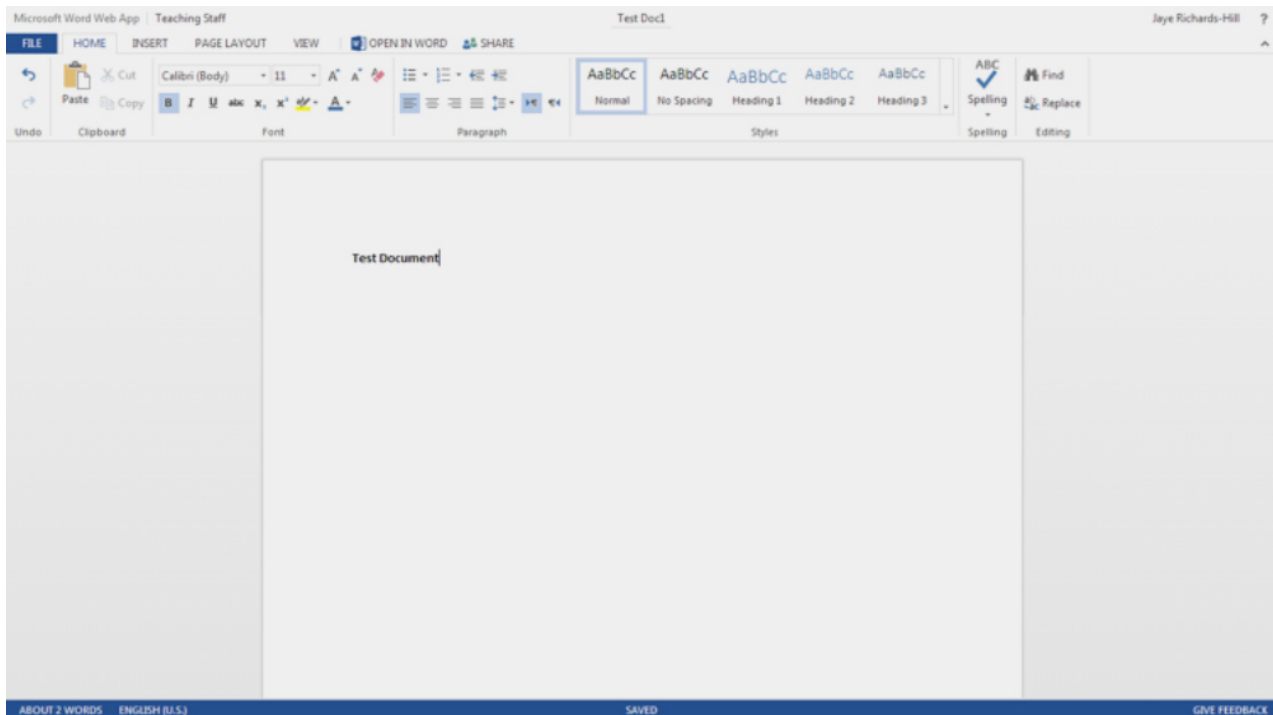 Microsoft Word Web App | Teaching Staff Test Doc1 Jaye Richards-Hill ?
FILE HOME INSERT PAGE LAYOUT VIEW OPEN IN WORD SHARE
Cut Calibri (Body) 11 A A AaBbCc AaBbCc AaBbCc AaBbCc AaBbCc ABC Find
Paste Copy B I U abc x, x² ab A Normal No Spacing Heading 1 Heading 2 Heading 3 Spelling Replace
Undo Clipboard Font Paragraph Styles Spelling Editing
Test Document
ABOUT 2 WORDS ENGLISH (U.S.) SAVED GIVE FEEDBACK